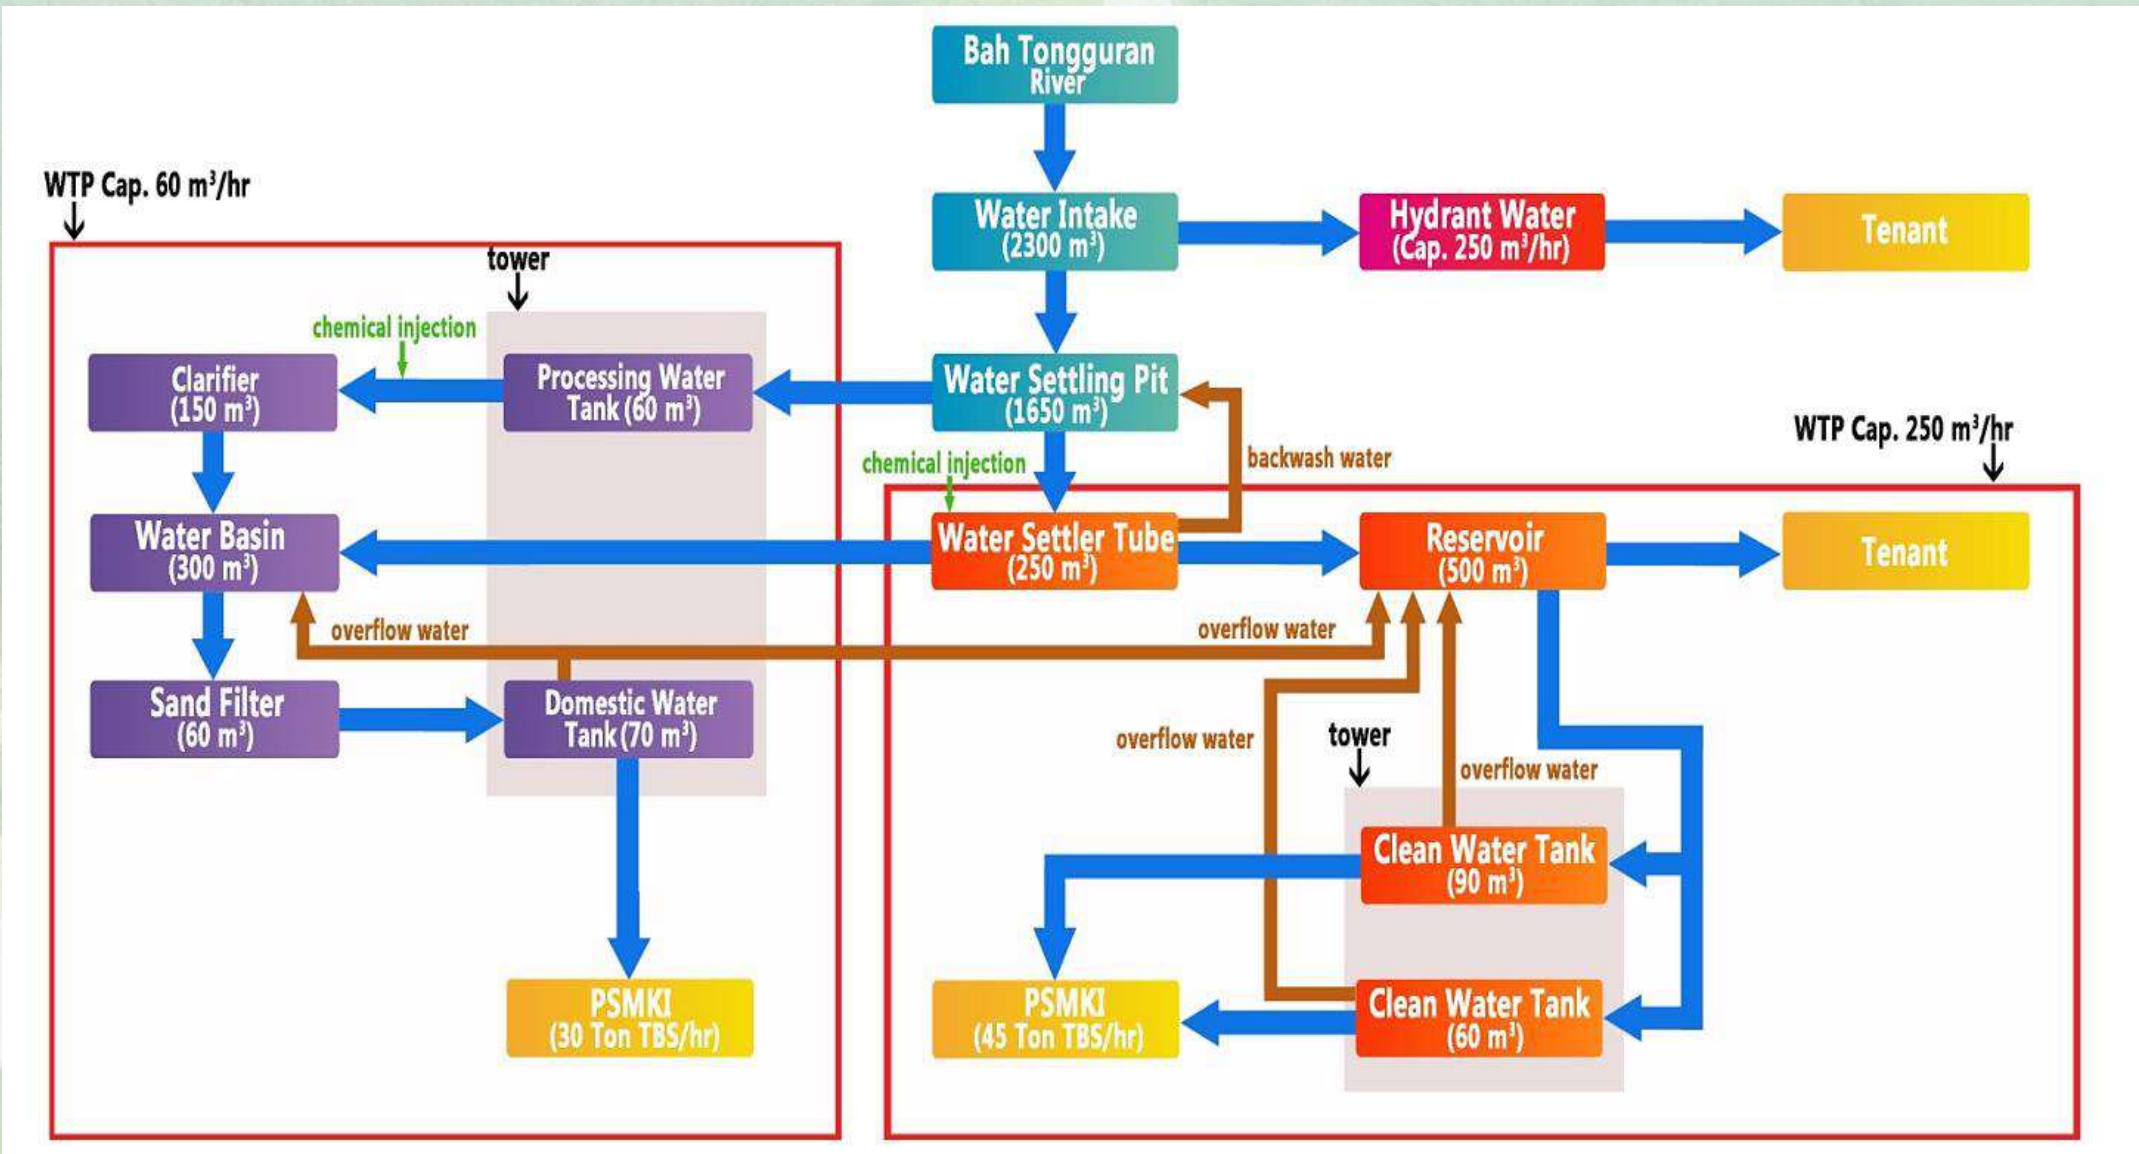 Bah Tongguran
River
WTP Cap. 60 m³/hr
Water Intake
(2300 m³)
Hydrant Water
(Cap. 250 m³/hr)
Tenant
tower
chemical injection
Clarifier
(150 m³)
Processing Water
Tank (60 m³)
Water Settling Pit
(1650 m³)
WTP Cap. 250 m³/hr
chemical injection
backwash water
Water Basin
(300 m³)
Water Settler Tube
(250 m³)
Reservoir
(500 m³)
Tenant
overflow water
overflow water
Sand Filter
(60 m³)
Domestic Water
Tank (70 m³)
overflow water
tower
overflow water
Clean Water Tank
(90 m³)
PSMKI
(30 Ton TBS/hr)
PSMKI
(45 Ton TBS/hr)
Clean Water Tank
(60 m³)